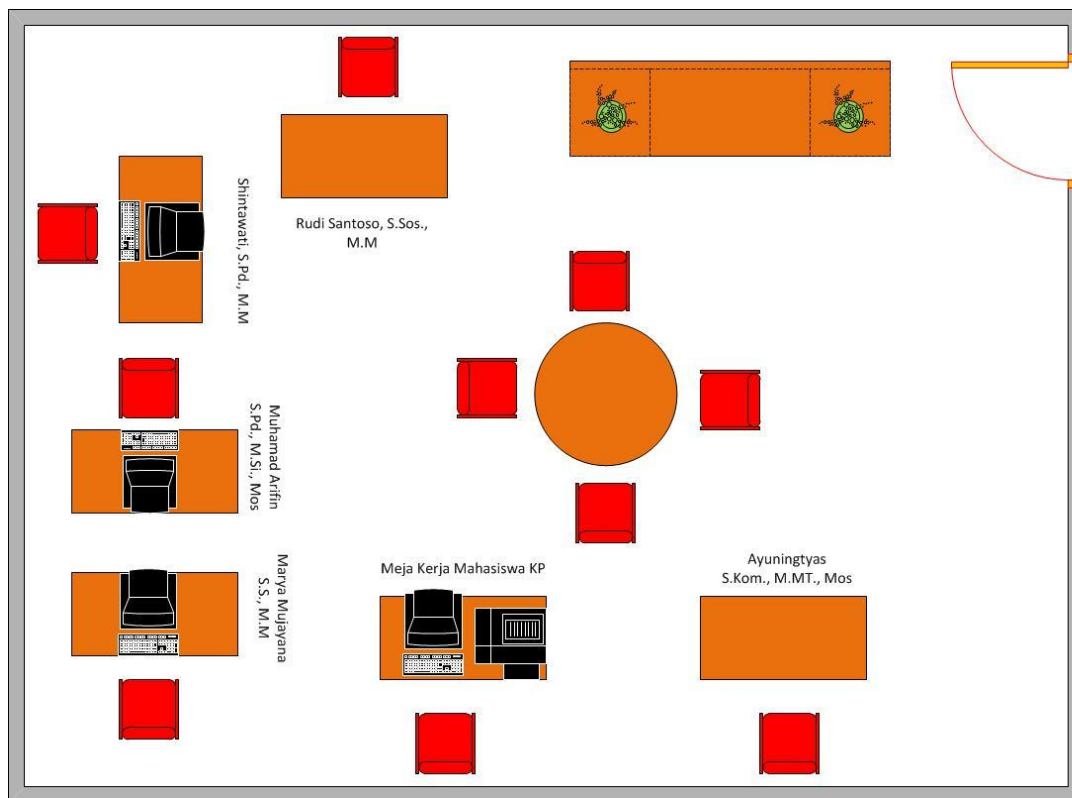 Rudi Santoso, S.Sos.,
M.M
Shintawati, S.Pd., M.M
Muhamad Arifin
S.Pd., M.Si., Mos
Marya Mujayana
S.S., M.M
Meja Kerja Mahasiswa KP
Ayuningtyas
S.Kom., M.MT., Mos